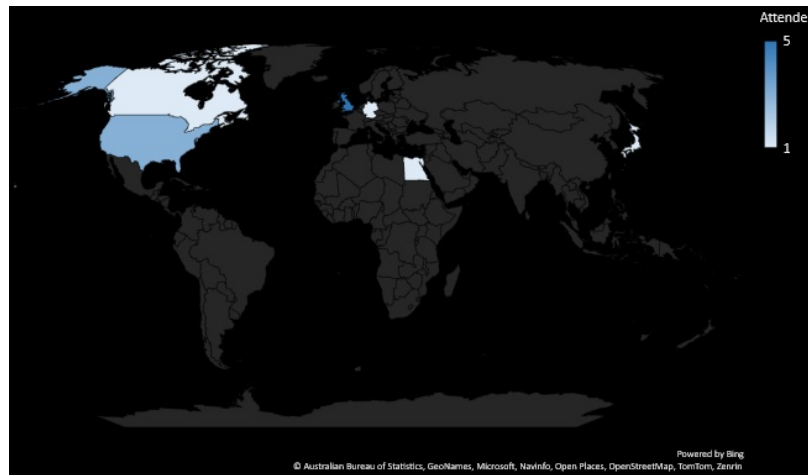 Attende
5
1
Powered by Bing
© Australian Bureau of Statistics, GeoNames, Microsoft, Navinfo, Open Places, OpenStreetMap, TomTom, Zenrin